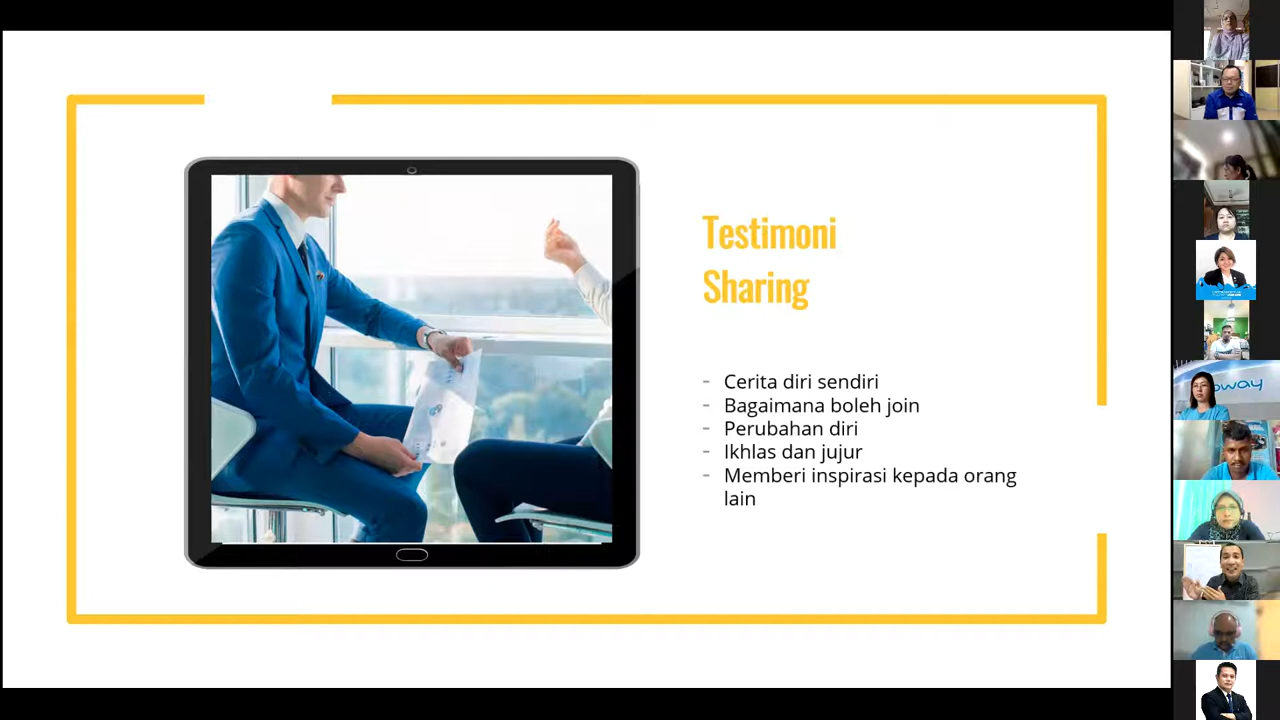 Testimoni
Sharing
- Cerita diri sendiri
- Bagaimana boleh join
- Perubahan diri
- Ikhlas dan jujur
- Memberi inspirasi kepada orang
lain